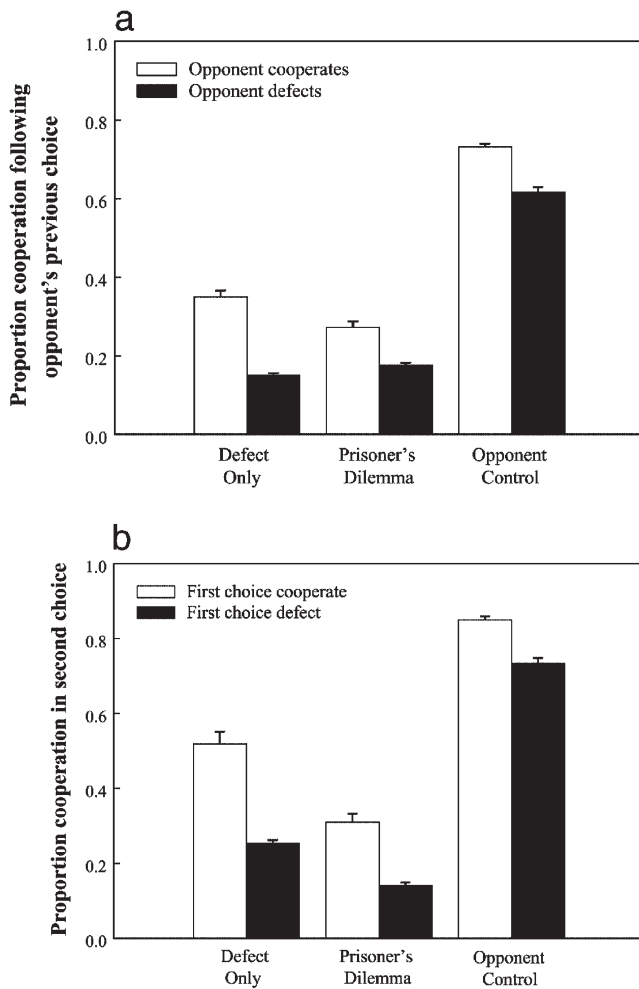 a
Proportion cooperation following
opponent's previous choice
1.0
0.8
0.6
0.4
0.2
0.0
Opponent cooperates
Opponent defects
Defect
Only
Prisoner's
Dilemma
Opponent
Control
b
Proportion cooperation in second choice
1.0
0.8
0.6
0.4
0.2
0.0
First choice cooperate
First choice defect
Defect
Only
Prisoner's
Dilemma
Opponent
Control